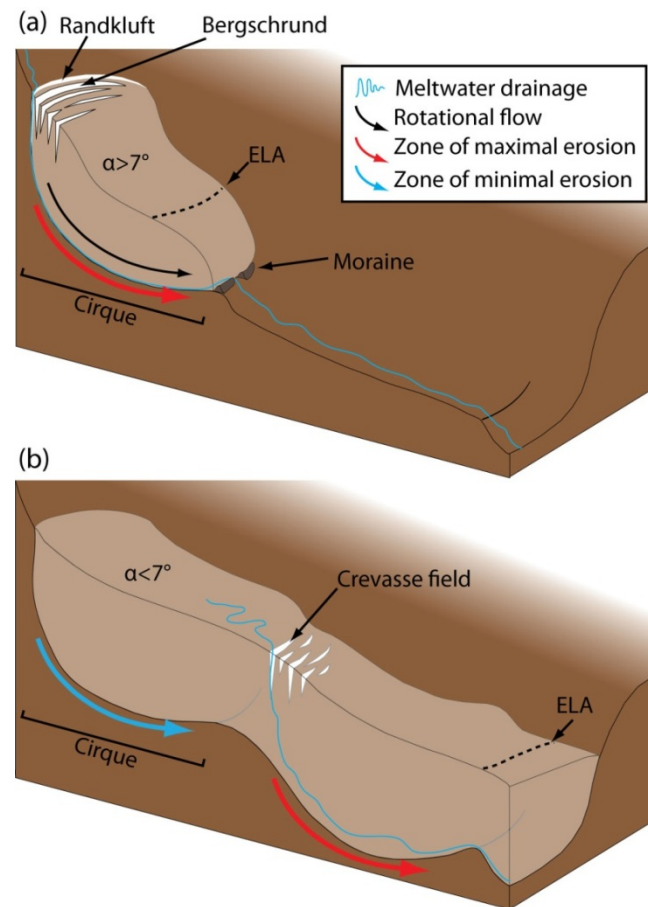 (a)
Randkluft
Bergschrund
Meltwater drainage
Rotational flow
Zone of maximal erosion
Zone of minimal erosion
α>7°
ELA
Moraine
Cirque
(b)
α<7°
Crevasse field
ELA
Cirque